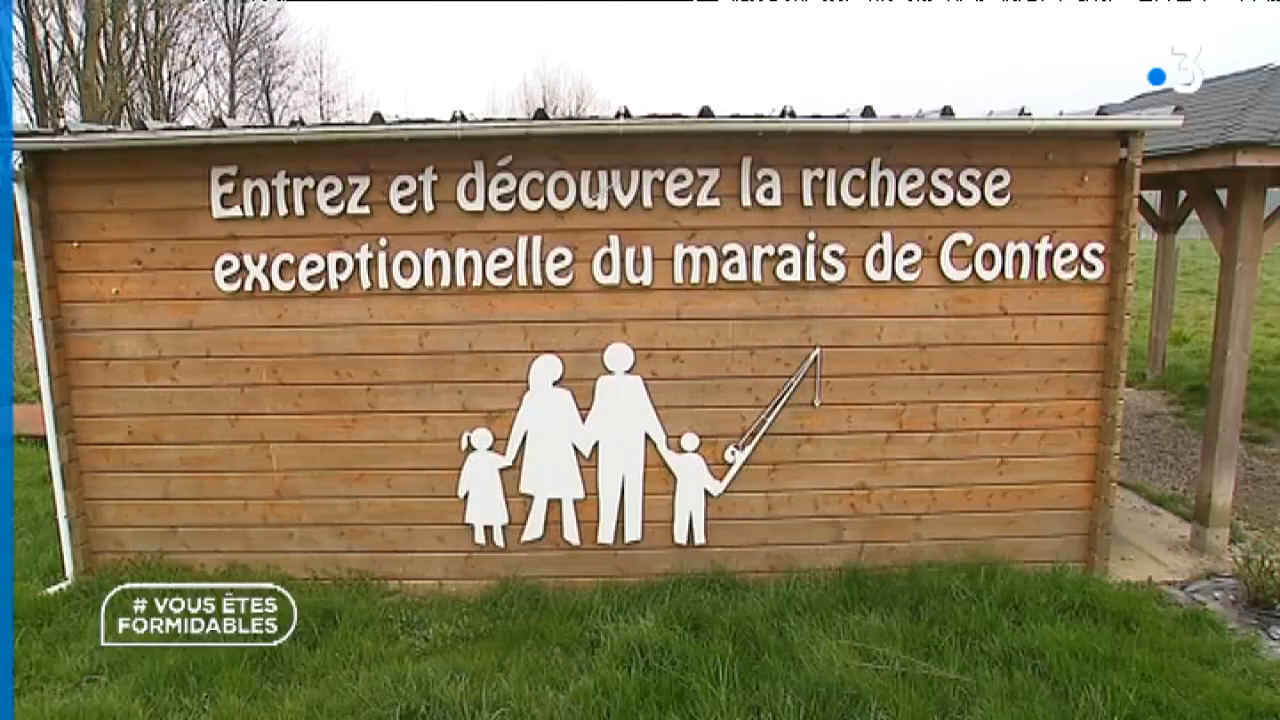 3
Entrez et découvrez la richesse
exceptionnelle du marais de Contes
# VOUS ÊTES
FORMIDABLES